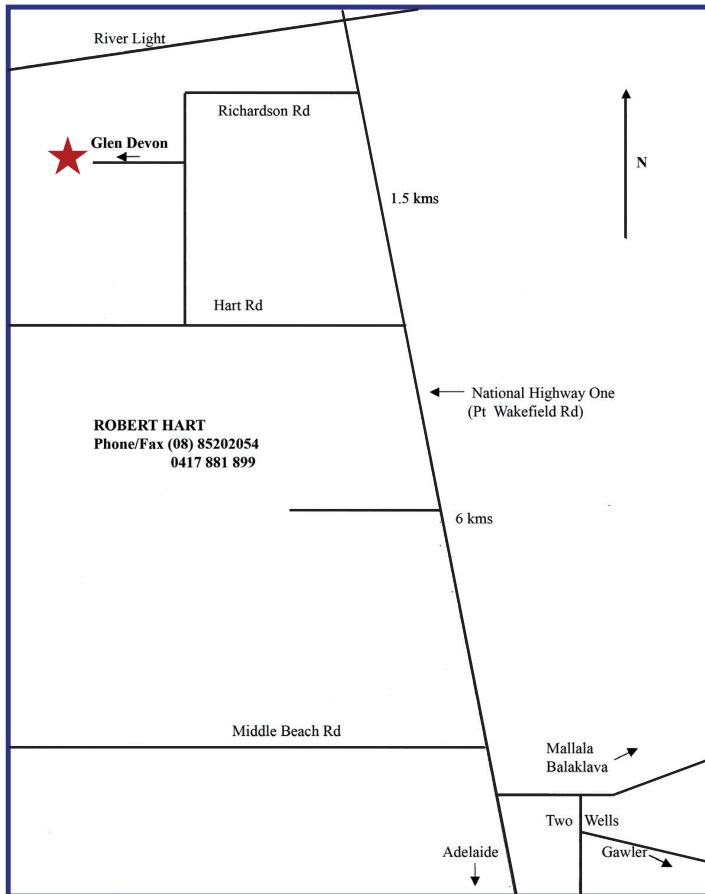 River Light
Richardson Rd
Glen Devon
N
1.5 kms
Hart Rd
National Highway One
(Pt Wakefield Rd)
ROBERT HART
Phone/Fax (08) 85202054
0417 881 899
6 kms
Middle Beach Rd
Mallala
Balaklava
Two Wells
Adelaide
Gawler